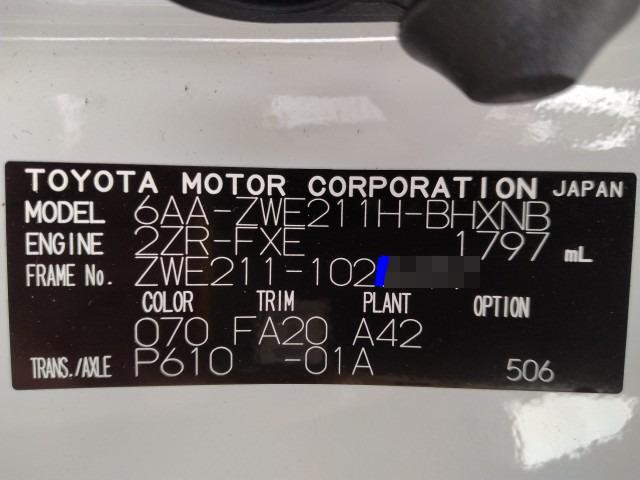 TOYOTA MOTOR CORPORATION JAPAN
MODEL 6AA-ZWE211H-BHXNB
ENGINE 2ZR-FXE 1797 mL
FRAME No. ZWE211-102
COLOR TRIM PLANT OPTION
070 FA20 A42
TRANS./AXLE P610 -01A 506